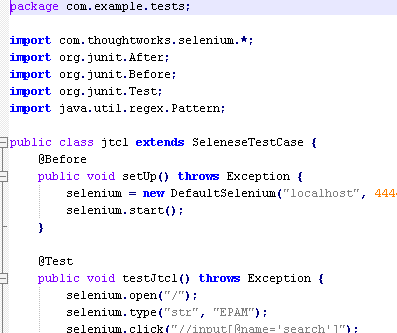 package com.example.tests;
import com.thoughtworks.selenium.*;
import org.junit.After;
import org.junit.Before;
import org.junit.Test;
import java.util.regex.Pattern;
public class jtcl extends SeleneseTestCase {
@Before
public void setUp() throws Exception {
selenium = new DefaultSelenium("localhost", 444
selenium.start();
}
@Test
public void testJtcl() throws Exception {
selenium.open("/");
selenium.type("str", "EPAM");
selenium.click("//input[@name='search']");